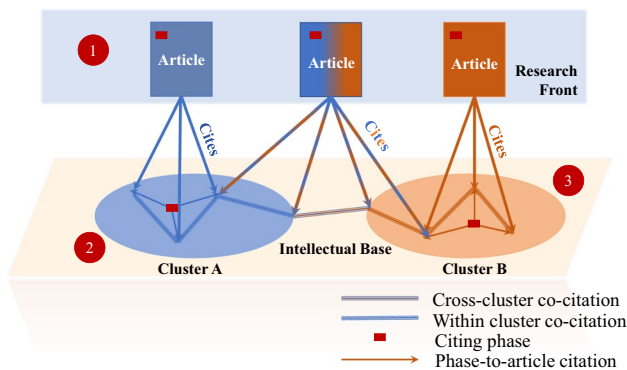 1
Article
Article
Article
Research
Front
Cites
Cites
Cites
3
2
Intellectual Base
Cluster A
Cluster B
Cross-cluster co-citation
Within cluster co-citation
Citing phase
Phase-to-article citation